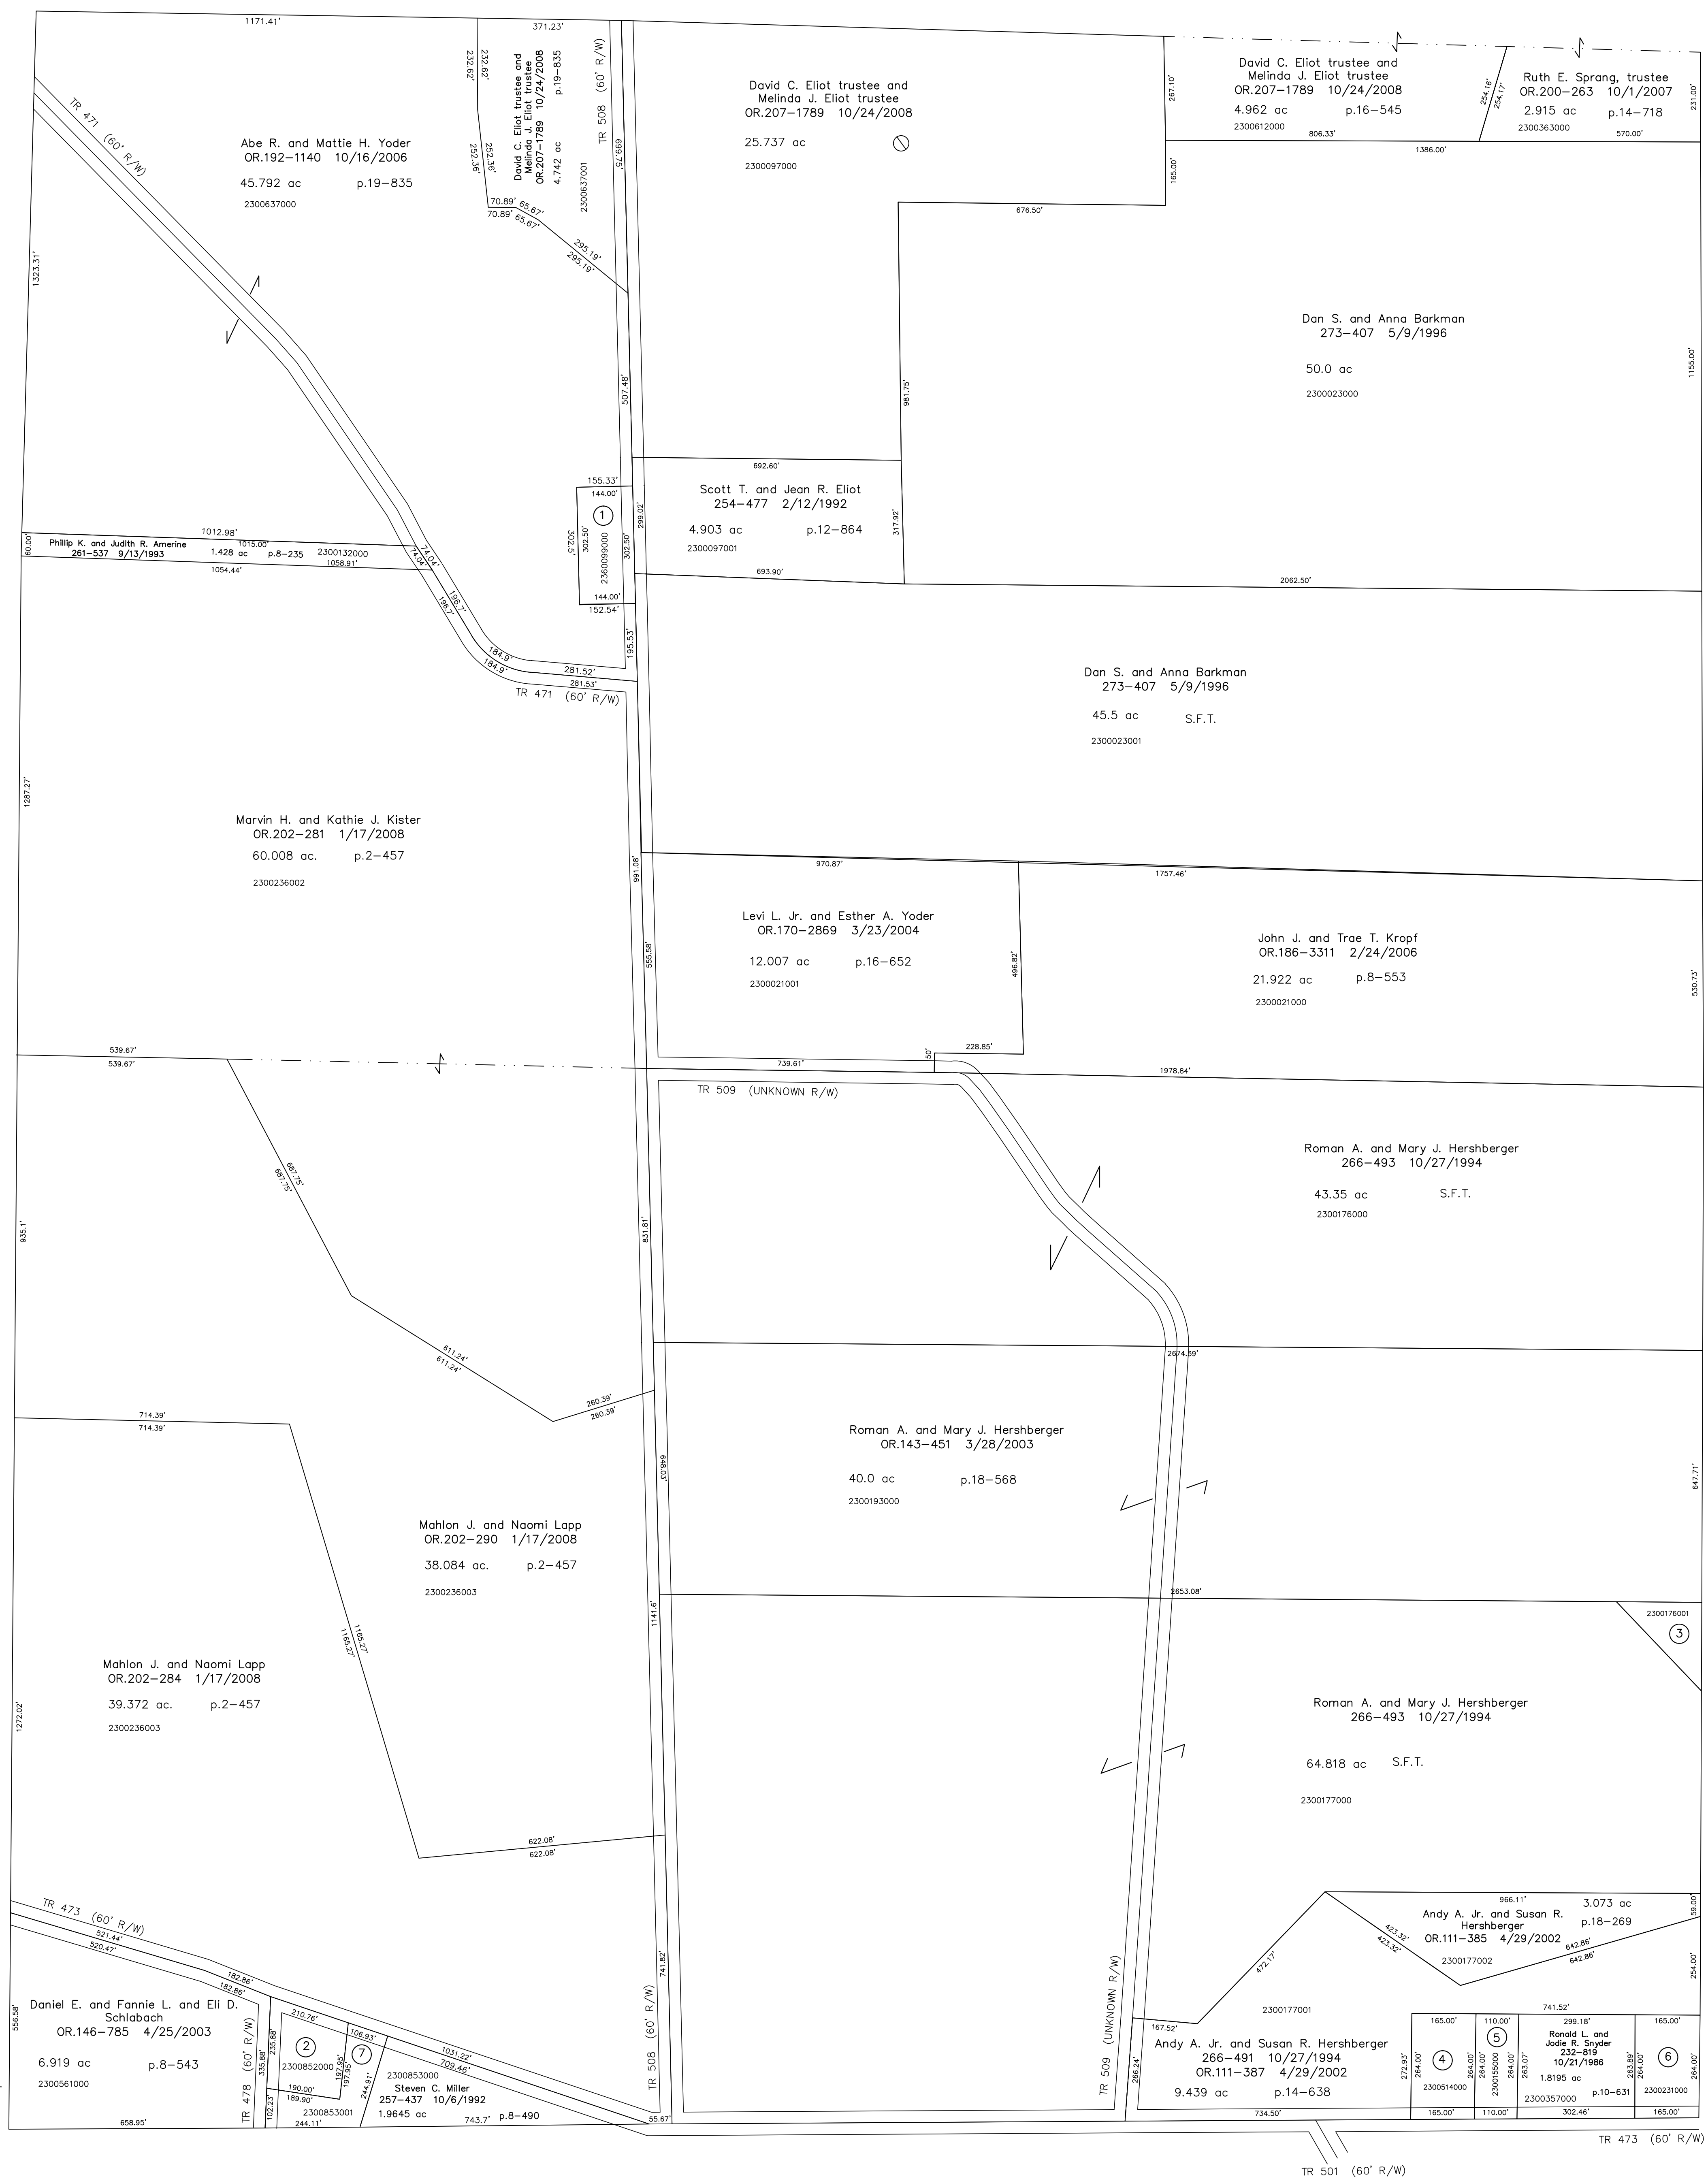 1171.41'
371.23'
232.62'
232.62'
252.36'
252.36'
70.89' 65.67'
70.89' 65.67'
295.19'
295.19'
TR 471 (60' R/W)
Abe R. and Mattie H. Yoder
OR.192-1140 10/16/2006
45.792 ac p.19-835
2300637000
1323.31'
David C. Eliot trustee and
Melinda J. Eliot trustee
OR.207-1789 10/24/2008
4.742 ac p.19-835
2300637001
TR 508 (60' R/W)
699.75'
507.48'
David C. Eliot trustee and
Melinda J. Eliot trustee
OR.207-1789 10/24/2008
25.737 ac
2300097000
267.10'
165.00'
676.50'
981.75'
David C. Eliot trustee and
Melinda J. Eliot trustee
OR.207-1789 10/24/2008
4.962 ac p.16-545
2300612000
806.33'
254.16'
254.17'
Ruth E. Sprang, trustee
OR.200-263 10/1/2007
2.915 ac p.14-718
2300363000
570.00'
231.00'
1386.00'
Dan S. and Anna Barkman
273-407 5/9/1996
50.0 ac
2300023000
1155.00'
692.60'
Scott T. and Jean R. Eliot
254-477 2/12/1992
4.903 ac p.12-864
2300097001
693.90'
317.92'
299.02'
155.33'
144.00'
1
302.5'
302.50'
2360099000
302.50'
144.00'
152.54'
195.53'
2062.50'
1012.98'
Phillip K. and Judith R. Amerine
261-537 9/13/1993
1015.00'
1.428 ac p.8-235 2300132000
1054.44'
1058.91'
60.00'
74.04'
74.04'
196.7'
196.7'
184.9'
184.9'
281.52'
281.53'
TR 471 (60' R/W)
Dan S. and Anna Barkman
273-407 5/9/1996
45.5 ac S.F.T.
2300023001
1287.27'
Marvin H. and Kathie J. Kister
OR.202-281 1/17/2008
60.008 ac. p.2-457
2300236002
991.08'
970.87'
1757.46'
Levi L. Jr. and Esther A. Yoder
OR.170-2869 3/23/2004
12.007 ac p.16-652
2300021001
555.58'
496.82'
228.85'
50'
739.61'
John J. and Trae T. Kropf
OR.186-3311 2/24/2006
21.922 ac p.8-553
2300021000
530.73'
1978.84'
539.67'
539.67'
TR 509 (UNKNOWN R/W)
Roman A. and Mary J. Hershberger
266-493 10/27/1994
43.35 ac S.F.T.
2300176000
687.75'
687.75'
935.1'
831.81'
611.24'
611.24'
260.39'
260.39'
2674.39'
714.39'
714.39'
Roman A. and Mary J. Hershberger
OR.143-451 3/28/2003
40.0 ac p.18-568
2300193000
648.03'
647.71'
Mahlon J. and Naomi Lapp
OR.202-290 1/17/2008
38.084 ac. p.2-457
2300236003
1165.27'
1165.27'
1141.6'
2653.08'
2300176001
3
Mahlon J. and Naomi Lapp
OR.202-284 1/17/2008
39.372 ac. p.2-457
2300236003
1272.02'
Roman A. and Mary J. Hershberger
266-493 10/27/1994
64.818 ac S.F.T.
2300177000
622.08'
622.08'
741.82'
TR 473 (60' R/W)
521.44'
520.47'
182.86'
182.86'
556.58'
Daniel E. and Fannie L. and Eli D.
Schlabach
OR.146-785 4/25/2003
6.919 ac p.8-543
2300561000
658.95'
TR 478 (60' R/W)
335.88'
235.88'
102.23'
210.76'
2
2300852000
190.00'
189.90'
197.95'
197.95'
2300853001
244.11'
106.93'
7
244.91'
1031.22'
709.46'
2300853000
Steven C. Miller
257-437 10/6/1992
1.9645 ac
743.7' p.8-490
TR 508 (60' R/W)
55.67'
TR 509 (UNKNOWN R/W)
966.11'
3.073 ac
Andy A. Jr. and Susan R.
Hershberger
p.18-269
OR.111-385 4/29/2002
2300177002
423.32'
423.32'
642.86'
642.86'
59.00'
254.00'
472.17'
167.52'
266.24'
2300177001
Andy A. Jr. and Susan R. Hershberger
266-491 10/27/1994
OR.111-387 4/29/2002
9.439 ac p.14-638
734.50'
741.52'
165.00'
272.93'
264.00'
4
2300514000
264.00'
165.00'
110.00'
5
264.00'
2300155000
264.00'
110.00'
299.18'
263.07'
Ronald L. and
Jodie R. Snyder
232-819
10/21/1986
1.8195 ac
p.10-631
2300357000
263.89'
302.46'
165.00'
264.00'
6
2300231000
264.00'
165.00'
TR 473 (60' R/W)
TR 501 (60' R/W)